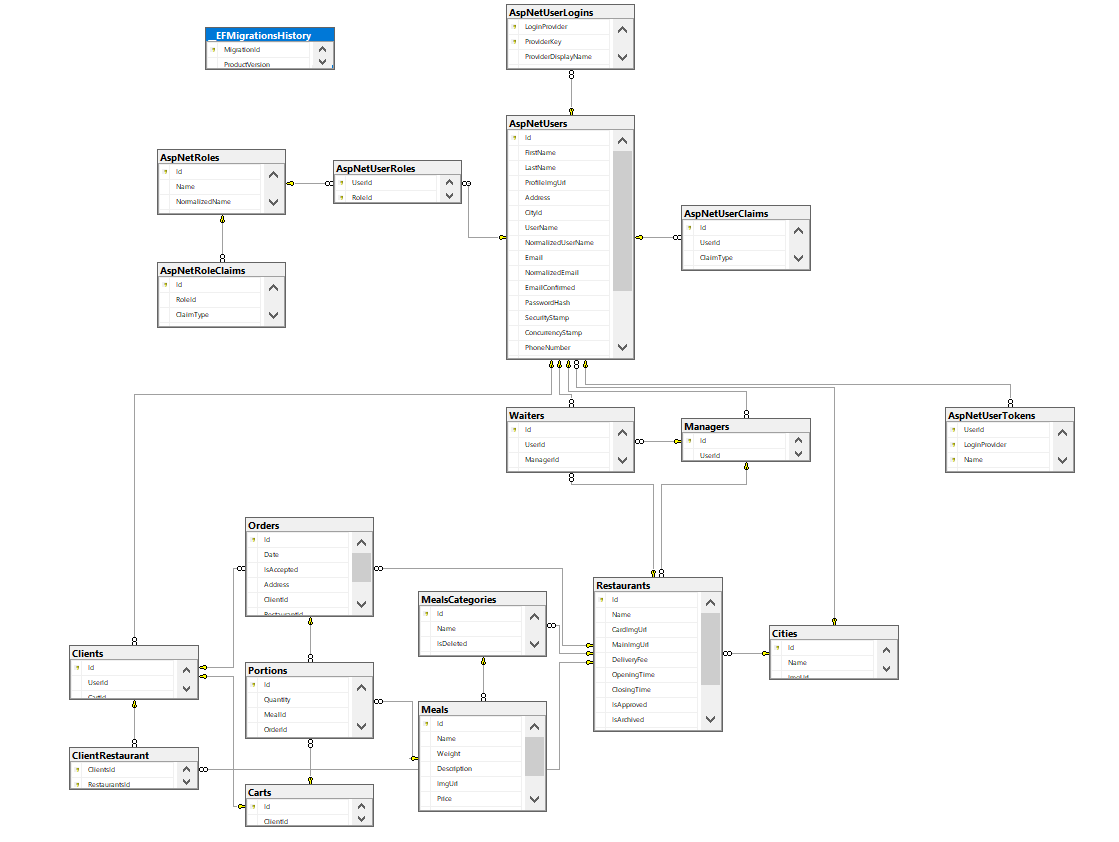 AspNetUserLogins
LoginProvider
ProviderKey
ProviderDisplayName
__EFMigrationsHistory
MigrationId
ProductVersion
AspNetUsers
Id
FirstName
LastName
ProfileImgUrl
Address
CityId
UserName
NormalizedUserName
Email
NormalizedEmail
EmailConfirmed
PasswordHash
SecurityStamp
ConcurrencyStamp
PhoneNumber
AspNetRoles
Id
Name
NormalizedName
AspNetUserRoles
UserId
RoleId
AspNetUserClaims
Id
UserId
ClaimType
AspNetRoleClaims
Id
RoleId
ClaimType
Waiters
Id
UserId
ManagerId
Managers
Id
UserId
AspNetUserTokens
UserId
LoginProvider
Name
Orders
Id
Date
IsAccepted
Address
ClientId
RestaurantId
MealsCategories
Id
Name
IsDeleted
Restaurants
Id
Name
CardImgUrl
MainImgUrl
DeliveryFee
OpeningTime
ClosingTime
IsApproved
IsArchived
Cities
Id
Name
ImgUrl
Clients
Id
UserId
CartId
Portions
Id
Quantity
MealId
OrderId
Meals
Id
Name
Weight
Description
ImgUrl
Price
ClientRestaurant
ClientsId
RestaurantsId
Carts
Id
ClientId